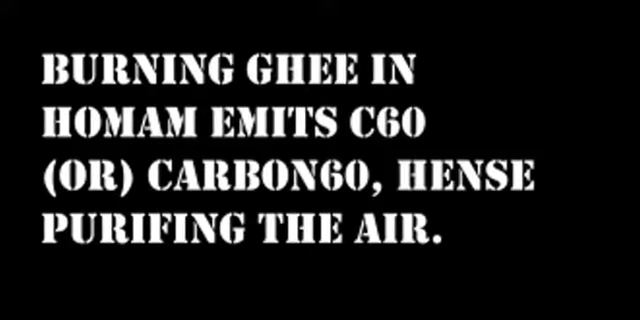 BURNING GHEE IN
HOMAM EMITS C60
(OR) CARBON60, HENSE
PURIFING THE AIR.